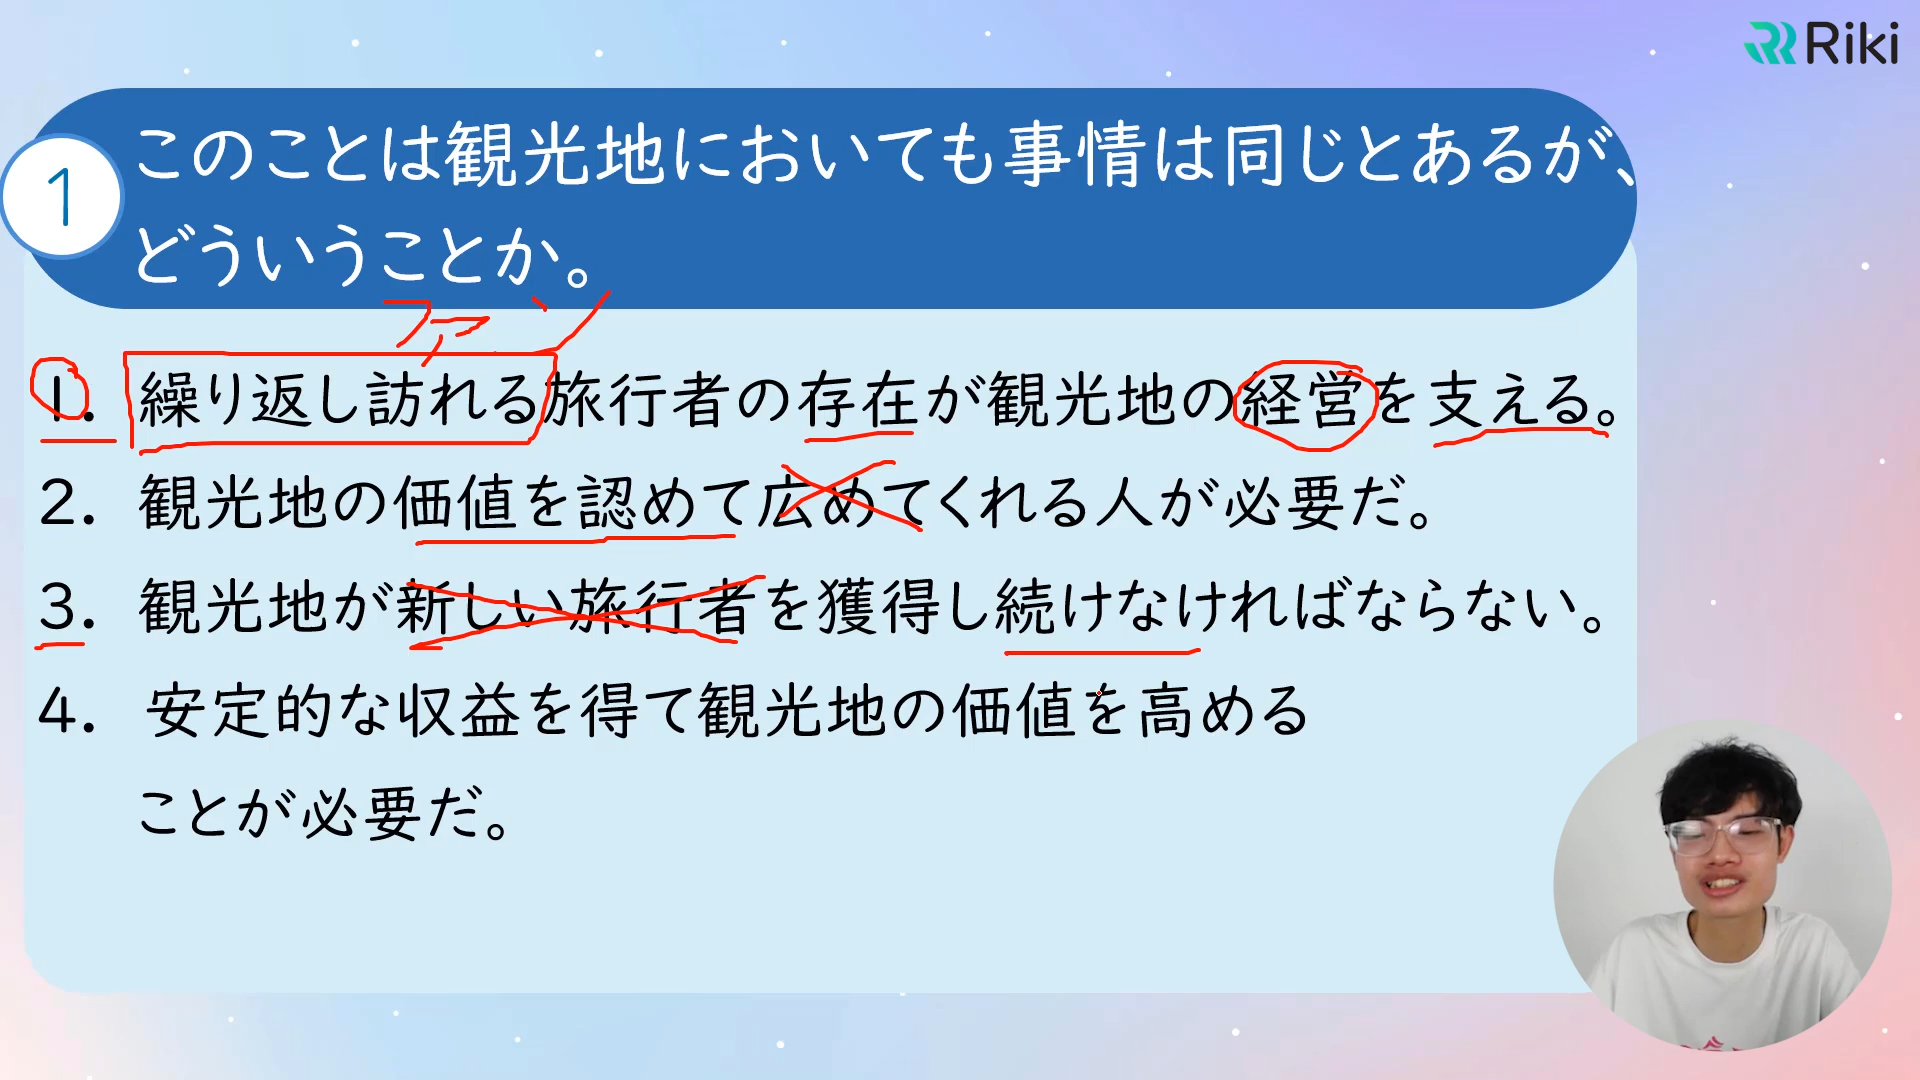 Riki
1
このことは観光地においても事情は同じとあるが、
どういうことか。
ファン
1. 繰り返し訪れる旅行者の存在が観光地の経営を支える。
2. 観光地の価値を認めて広めてくれる人が必要だ。
3. 観光地が新しい旅行者を獲得し続けなければならない。
4. 安定的な収益を得て観光地の価値を高める
ことが必要だ。